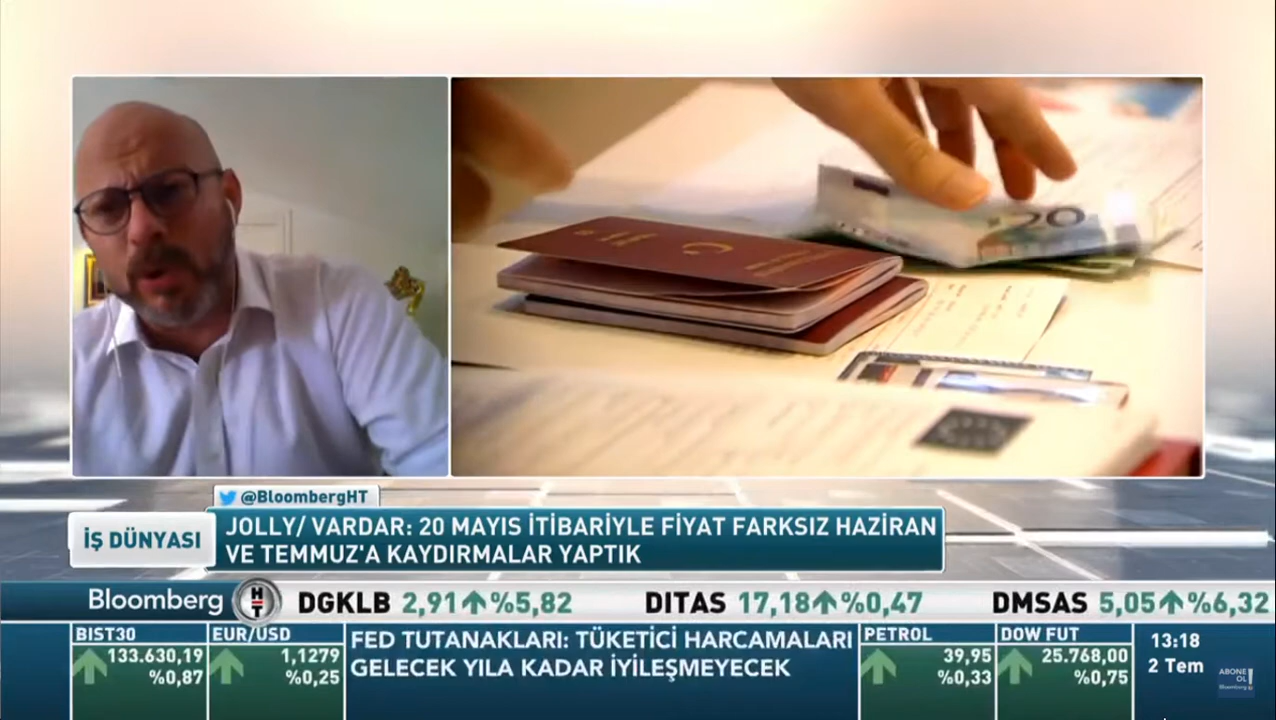 20
@BloombergHT
İŞ DÜNYASI
JOLLY/ VARDAR: 20 MAYIS İTİBARİYLE FİYAT FARKSIZ HAZİRAN
VE TEMMUZ'A KAYDIRMALAR YAPTIK
Bloomberg HT
DGKLB 2,91 %5,82 DITAS 17,18 %0,47 DMSAS 5,05 %6,32
BIST30
133.630,19
%0,87
EUR/USD
1,1279
%0,25
FED TUTANAKLARI: TÜKETİCİ HARCAMALARI
GELECEK YILA KADAR İYİLEŞMEYECEK
PETROL
39,95
%0,33
DOW FUT
25.768,00
%0,75
13:18
2 Tem
ABONE
OL!
Bloomberg